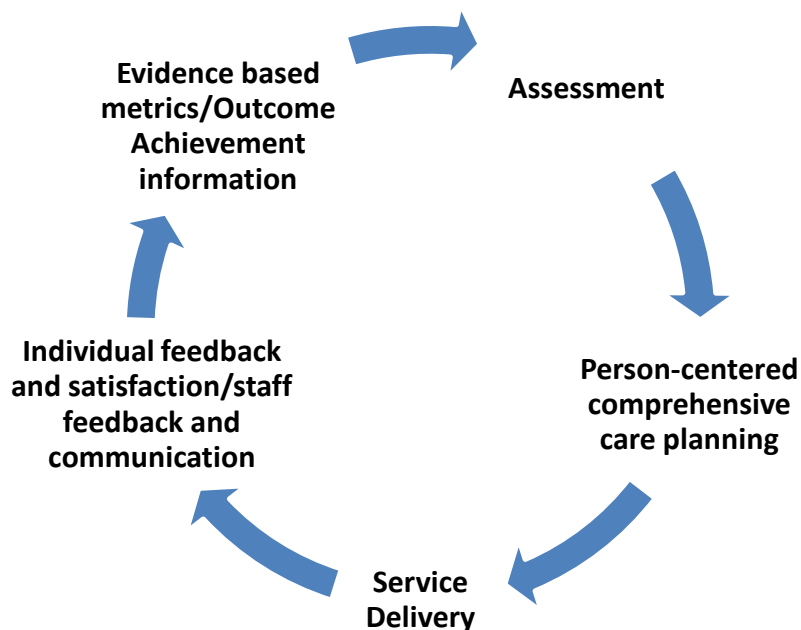 Assessment
Person-centered
comprehensive
care planning
Service
Delivery
Individual feedback
and satisfaction/staff
feedback and
communication
Evidence based
metrics/Outcome
Achievement
information